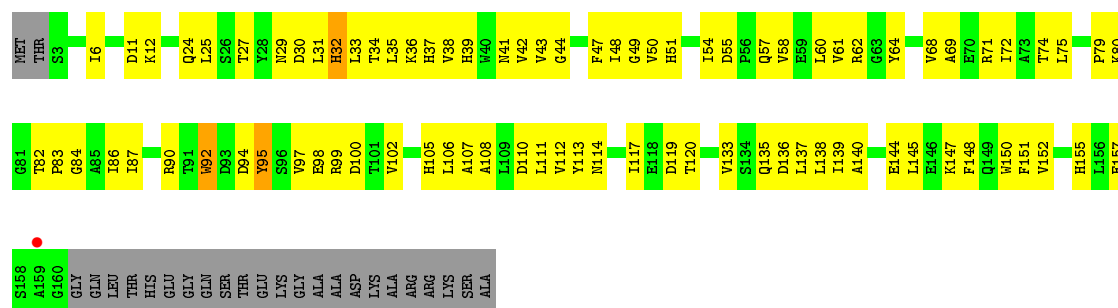 MET THR S3 I6 D11 K12 Q24 L25 S26 T27 Y28 N29 D30 L31 H32 L33 T34 L35 K36 H37 V38 H39 W40 N41 V42 V43 G44 F47 I48 G49 V50 H51 I54 D55 P56 Q57 V58 E59 L60 V61 R62 G63 Y64 V68 A69 E70 R71 I72 A73 T74 L75 P79 K80
G81 T82 P83 G84 A85 I86 I87 R90 T91 W92 D93 D94 Y95 S96 V97 E98 R99 D100 T101 V102 H105 L106 A107 A108 L109 D110 L111 V112 Y113 N114 I117 E118 D119 T120 V133 S134 Q135 D136 L137 L138 I139 A140 E144 L145 E146 K147 F148 Q149 W150 F151 V152 H155 L156 E157
S158 A159 G160 GLY GLN LEU THR HIS GLU GLY GLN SER THR GLU LYS GLY ALA ALA ASP LYS ALA ARG ARG LYS SER ALA